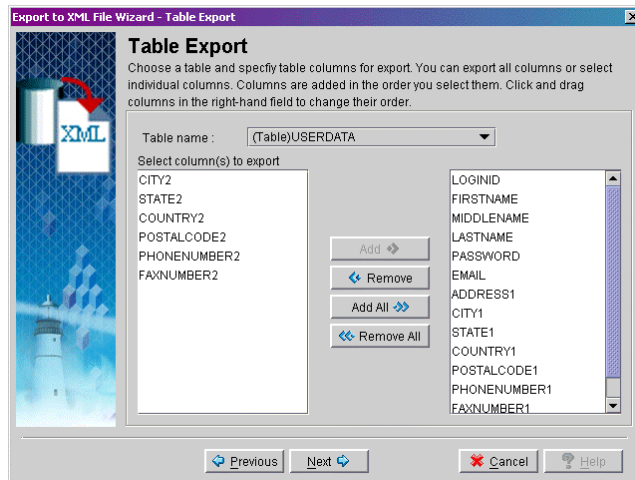 Export to XML File Wizard - Table Export
Table Export
Choose a table and specfiy table columns for export. You can export all columns or select
individual columns. Columns are added in the order you select them. Click and drag
columns in the right-hand field to change their order.
XML
Table name :
(Table)USERDATA
Select column(s) to export
CITY2
STATE2
COUNTRY2
POSTALCODE2
PHONENUMBER2
FAXNUMBER2
Add
Remove
Add All
Remove All
LOGINID
FIRSTNAME
MIDDLENAME
LASTNAME
PASSWORD
EMAIL
ADDRESS1
CITY1
STATE1
COUNTRY1
POSTALCODE1
PHONENUMBER1
FAXNUMBER1
Previous
Next
Cancel
Help